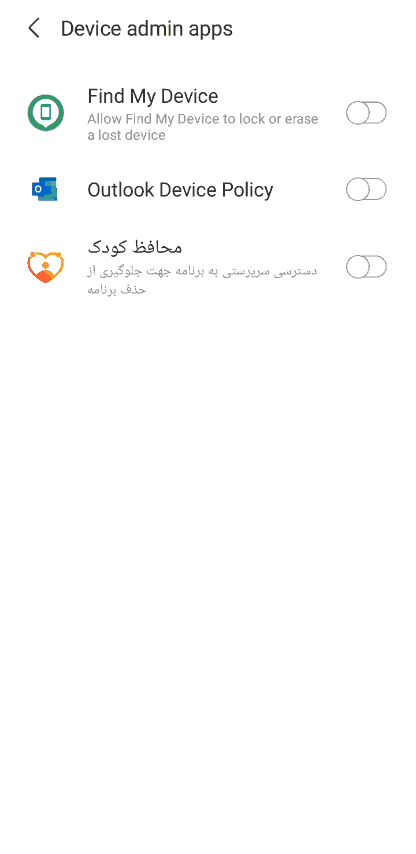 Device admin apps
Find My Device
Allow Find My Device to lock or erase
a lost device
Outlook Device Policy
محافظ کودک
دسترسی سرپرستی به برنامه جهت جلوگیری از
حذف برنامه